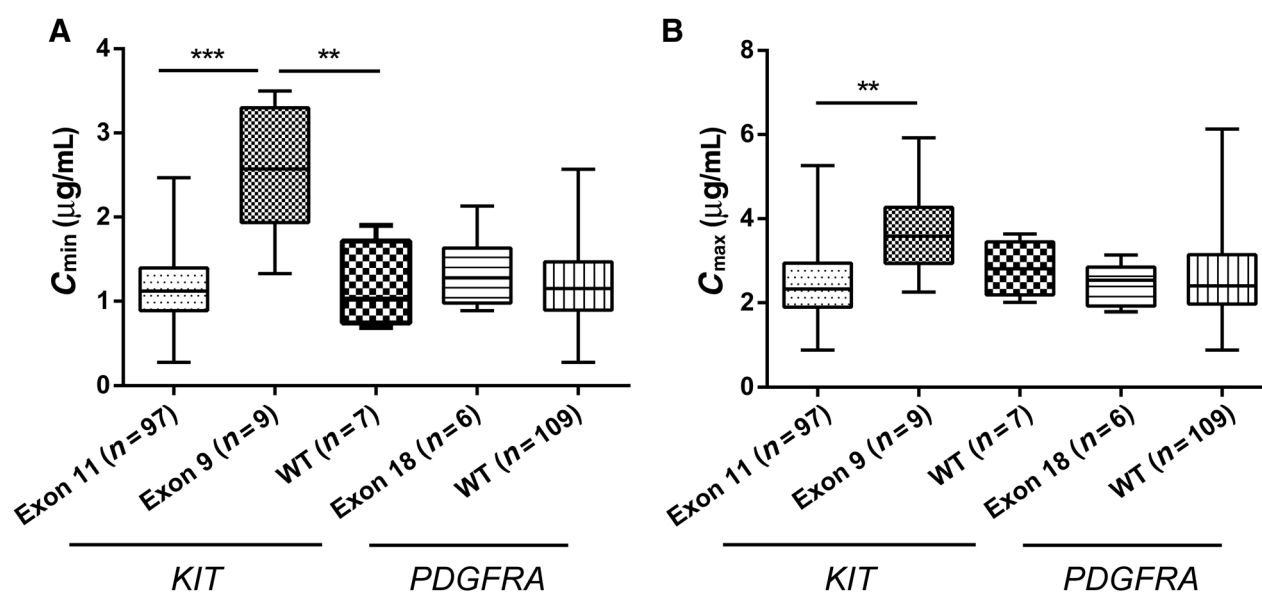 A
4
3
2
1
0
Cmin (µg/mL)
***
**
Exon 11 (n=97)
Exon 9 (n=9)
WT (n=7)
Exon 18 (n=6)
WT (n=109)
KIT
PDGFRA
B
8
6
4
2
0
Cmax (µg/mL)
**
Exon 11 (n=97)
Exon 9 (n=9)
WT (n=7)
Exon 18 (n=6)
WT (n=109)
KIT
PDGFRA